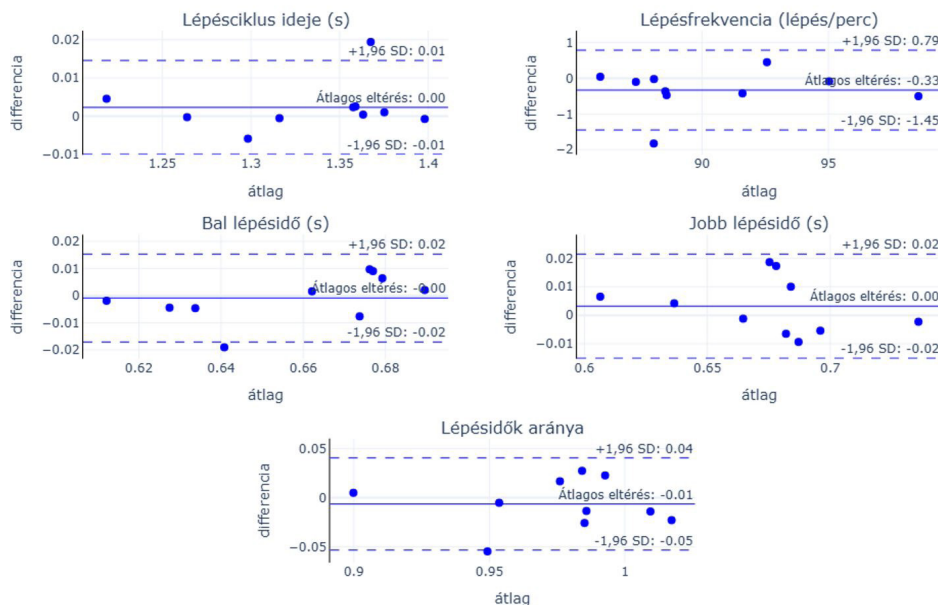 Lépésciklus ideje (s)
0.02
0.01
0
−0.01
differencia
+1,96 SD: 0.01
Átlagos eltérés: 0.00
-1,96 SD: -0.01
1.25
1.3
1.35
1.4
átlag
Lépésfrekvencia (lépés/perc)
1
0
−1
−2
differencia
+1,96 SD: 0.79
Átlagos eltérés: -0.33
-1,96 SD: -1.45
90
95
átlag
Bal lépésidő (s)
0.02
0.01
0
−0.01
−0.02
differencia
+1,96 SD: 0.02
Átlagos eltérés: -0.00
-1,96 SD: -0.02
0.62
0.64
0.66
0.68
átlag
Jobb lépésidő (s)
0.02
0.01
0
−0.01
differencia
+1,96 SD: 0.02
Átlagos eltérés: 0.00
-1,96 SD: -0.02
0.6
0.65
0.7
átlag
Lépésidők aránya
0.05
0
−0.05
differencia
+1,96 SD: 0.04
Átlagos eltérés: -0.01
-1,96 SD: -0.05
0.9
0.95
1
átlag